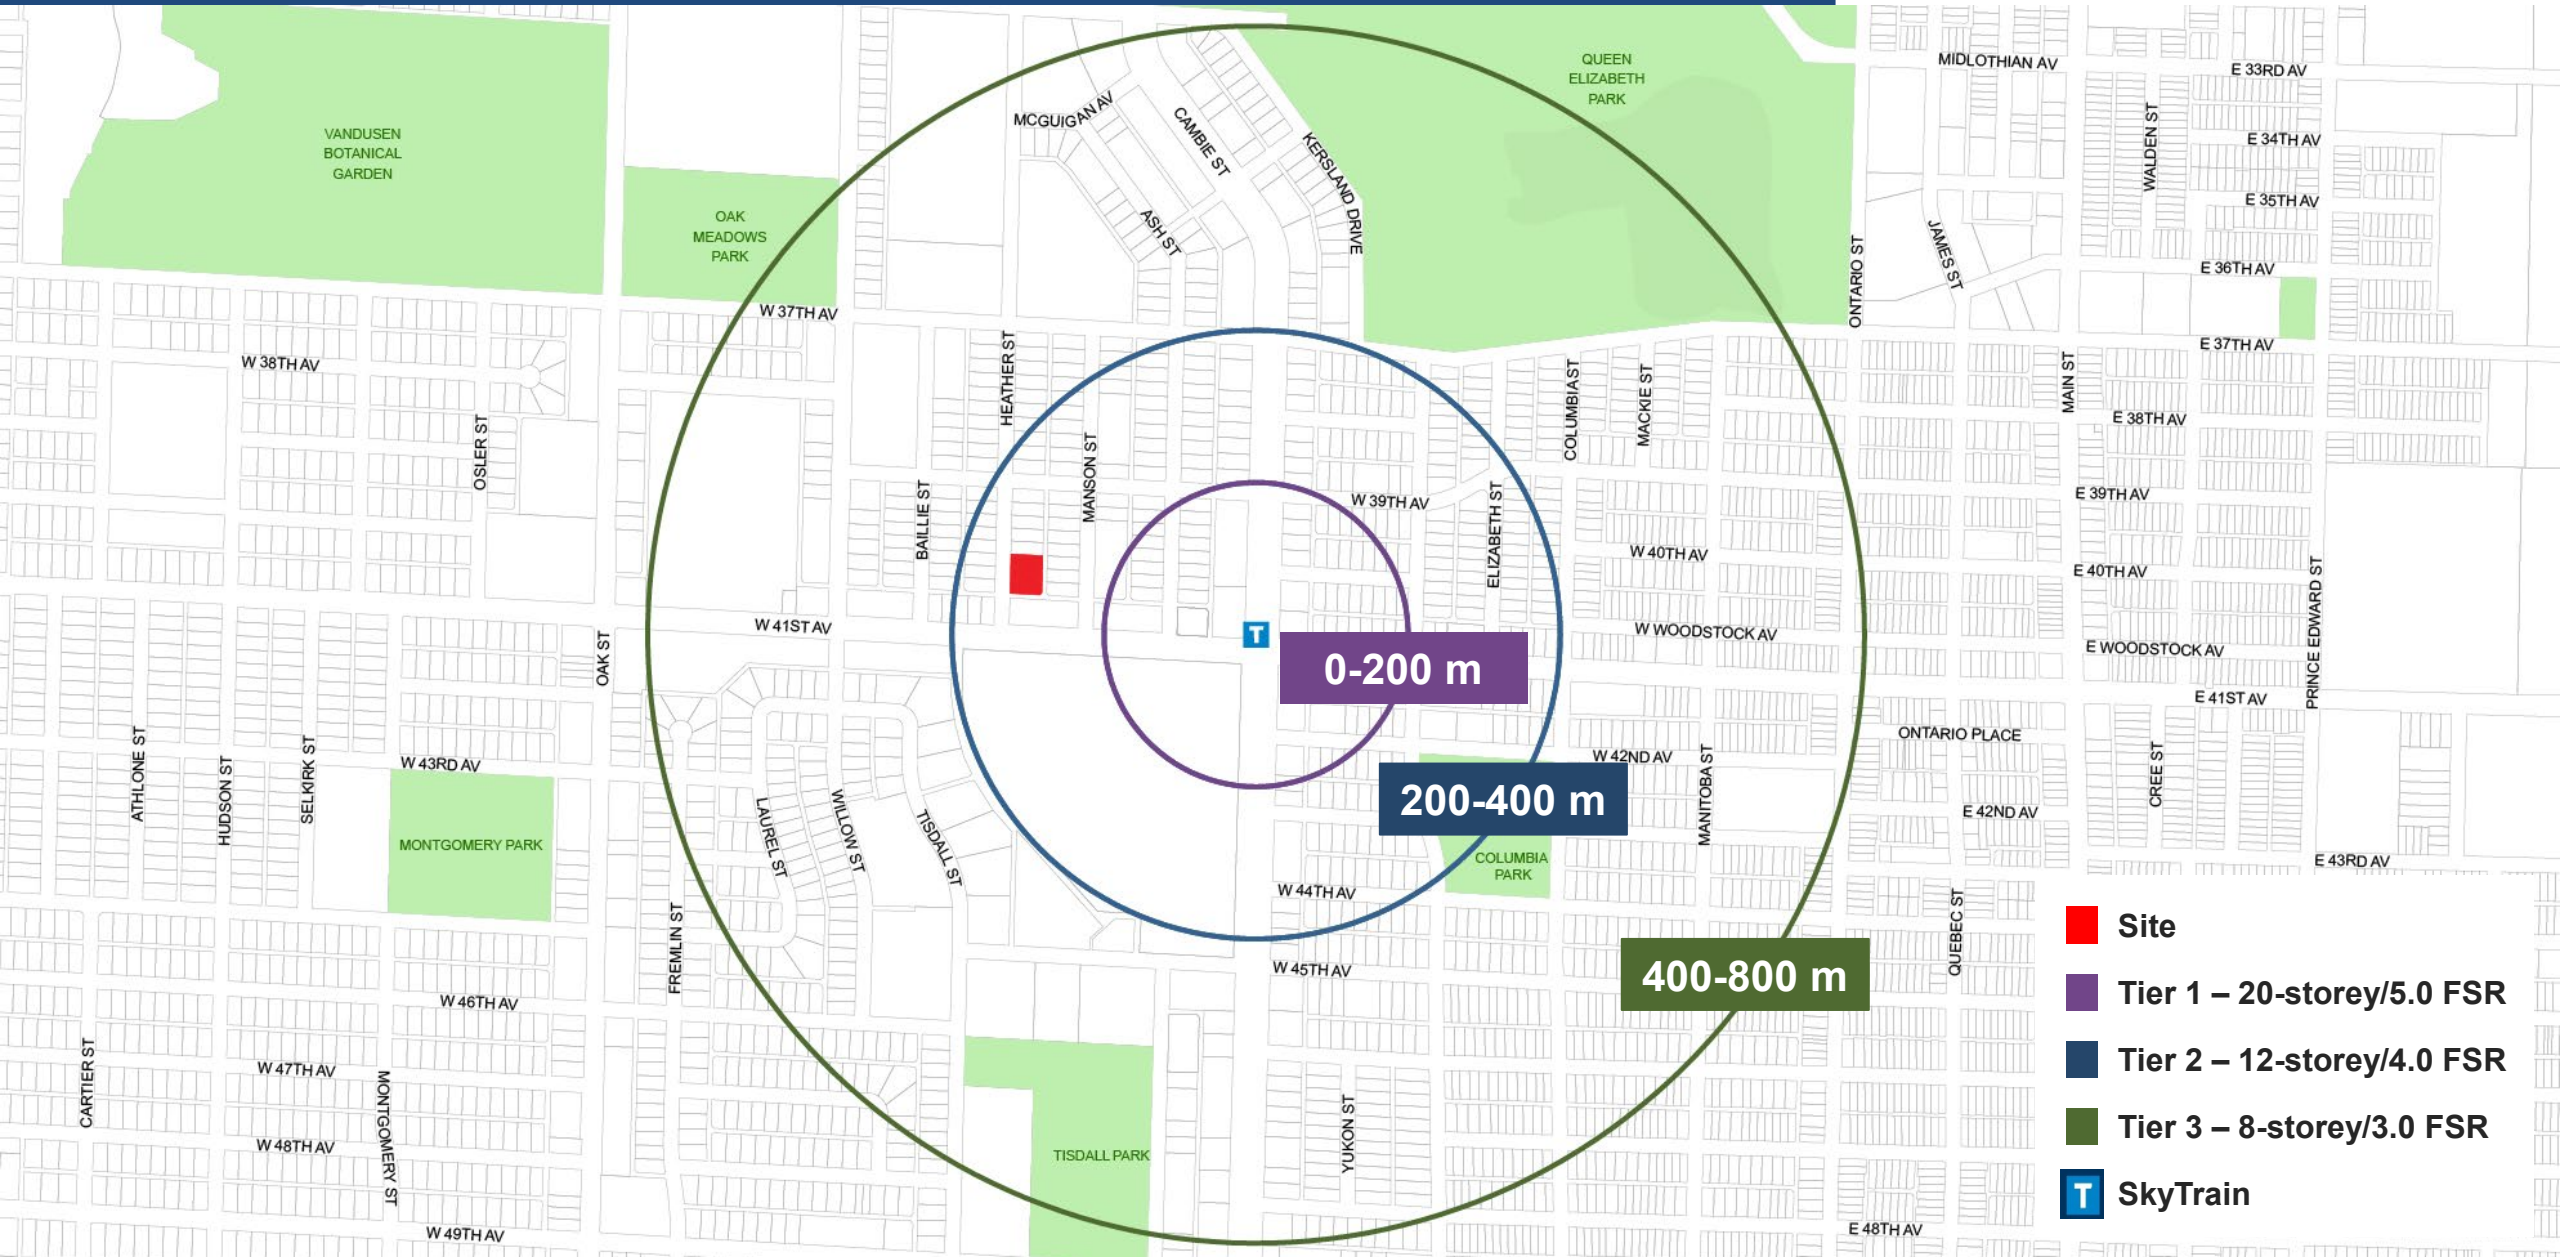 QUEEN
ELIZABETH
PARK
MIDLOTHIAN AV
E 33RD AV
VANDUSEN
BOTANICAL
GARDEN
MCGUIGAN AV
CAMBIE ST
KERSLAND DRIVE
WALDEN ST
E 34TH AV
OAK
MEADOWS
PARK
ASH ST
E 35TH AV
ONTARIO ST
JAMES ST
E 36TH AV
W 37TH AV
E 37TH AV
W 38TH AV
HEATHER ST
COLUMBIA ST
MACKIE ST
MAIN ST
E 38TH AV
OSLER ST
MANSON ST
BAILLIE ST
W 39TH AV
ELIZABETH ST
E 39TH AV
W 40TH AV
E 40TH AV
PRINCE EDWARD ST
W 41ST AV
OAK ST
T
W WOODSTOCK AV
E WOODSTOCK AV
0-200 m
E 41ST AV
ATHLONE ST
HUDSON ST
SELKIRK ST
W 43RD AV
W 42ND AV
MANITOBA ST
ONTARIO PLACE
CREE ST
200-400 m
E 42ND AV
LAUREL ST
WILLOW ST
TISDALL ST
MONTGOMERY PARK
COLUMBIA
PARK
E 43RD AV
W 44TH AV
FREMLIN ST
QUEBEC ST
W 45TH AV
400-800 m
W 46TH AV
CARTIER ST
W 47TH AV
MONTGOMERY ST
YUKON ST
W 48TH AV
TISDALL PARK
W 49TH AV
E 48TH AV
Site
Tier 1 – 20-storey/5.0 FSR
Tier 2 – 12-storey/4.0 FSR
Tier 3 – 8-storey/3.0 FSR
T SkyTrain